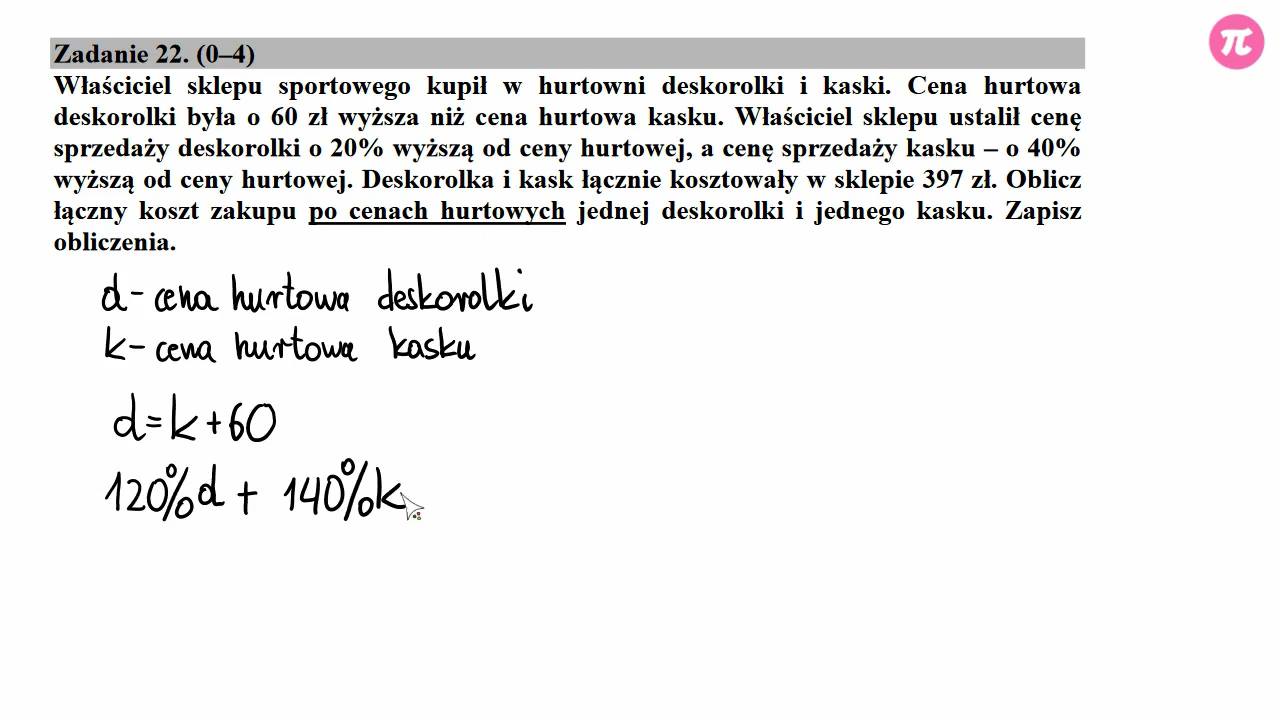 π
Zadanie 22. (0–4)
Właściciel sklepu sportowego kupił w hurtowni deskorolki i kaski. Cena hurtowa
deskorolki była o 60 zł wyższa niż cena hurtowa kasku. Właściciel sklepu ustalił cenę
sprzedaży deskorolki o 20% wyższą od ceny hurtowej, a cenę sprzedaży kasku – o 40%
wyższą od ceny hurtowej. Deskorolka i kask łącznie kosztowały w sklepie 397 zł. Oblicz
łączny koszt zakupu po cenach hurtowych jednej deskorolki i jednego kasku. Zapisz
obliczenia.
d - cena hurtowa deskorolki
k - cena hurtowa kasku
d = k + 60
120% d + 140% k